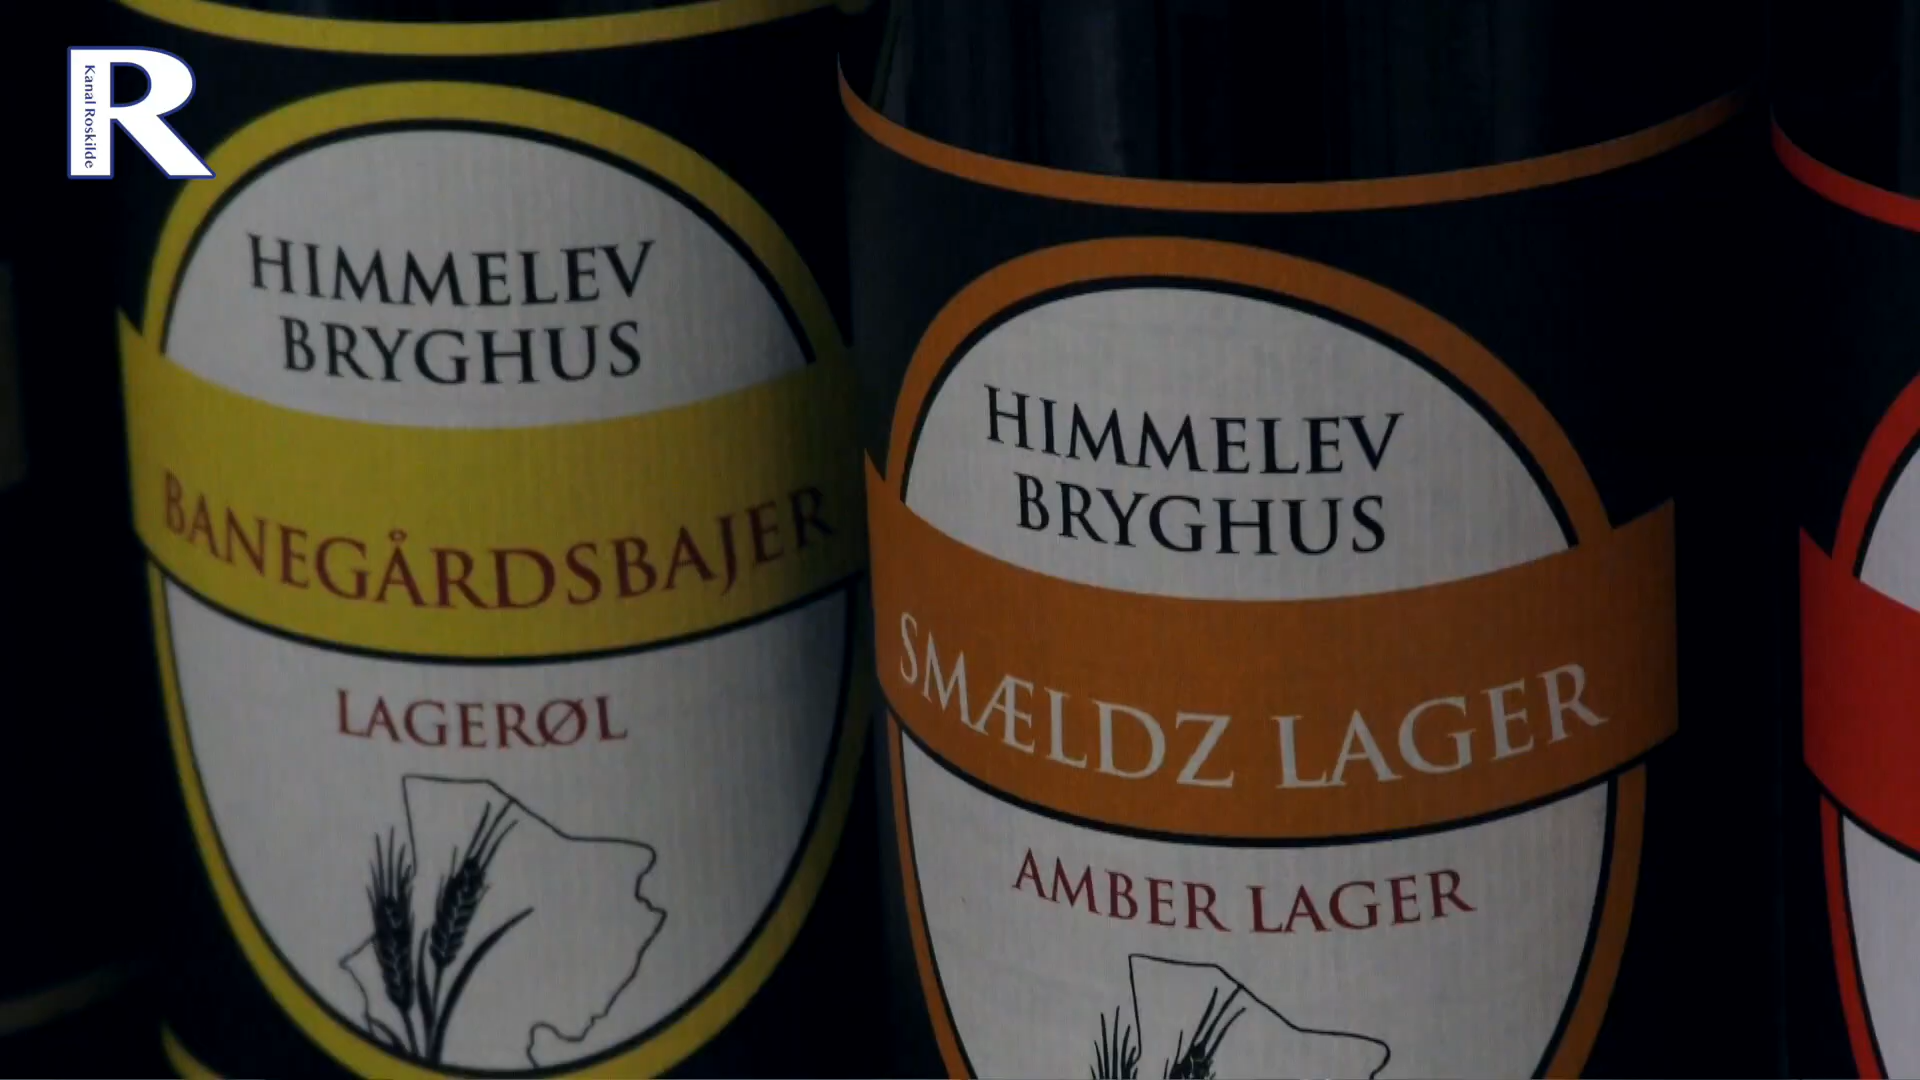 R
Kanal Roskilde
HIMMELEV
BRYGHUS
BANEGÅRDSBAJER
LAGERØL
HIMMELEV
BRYGHUS
SMÆLDZ LAGER
AMBER LAGER